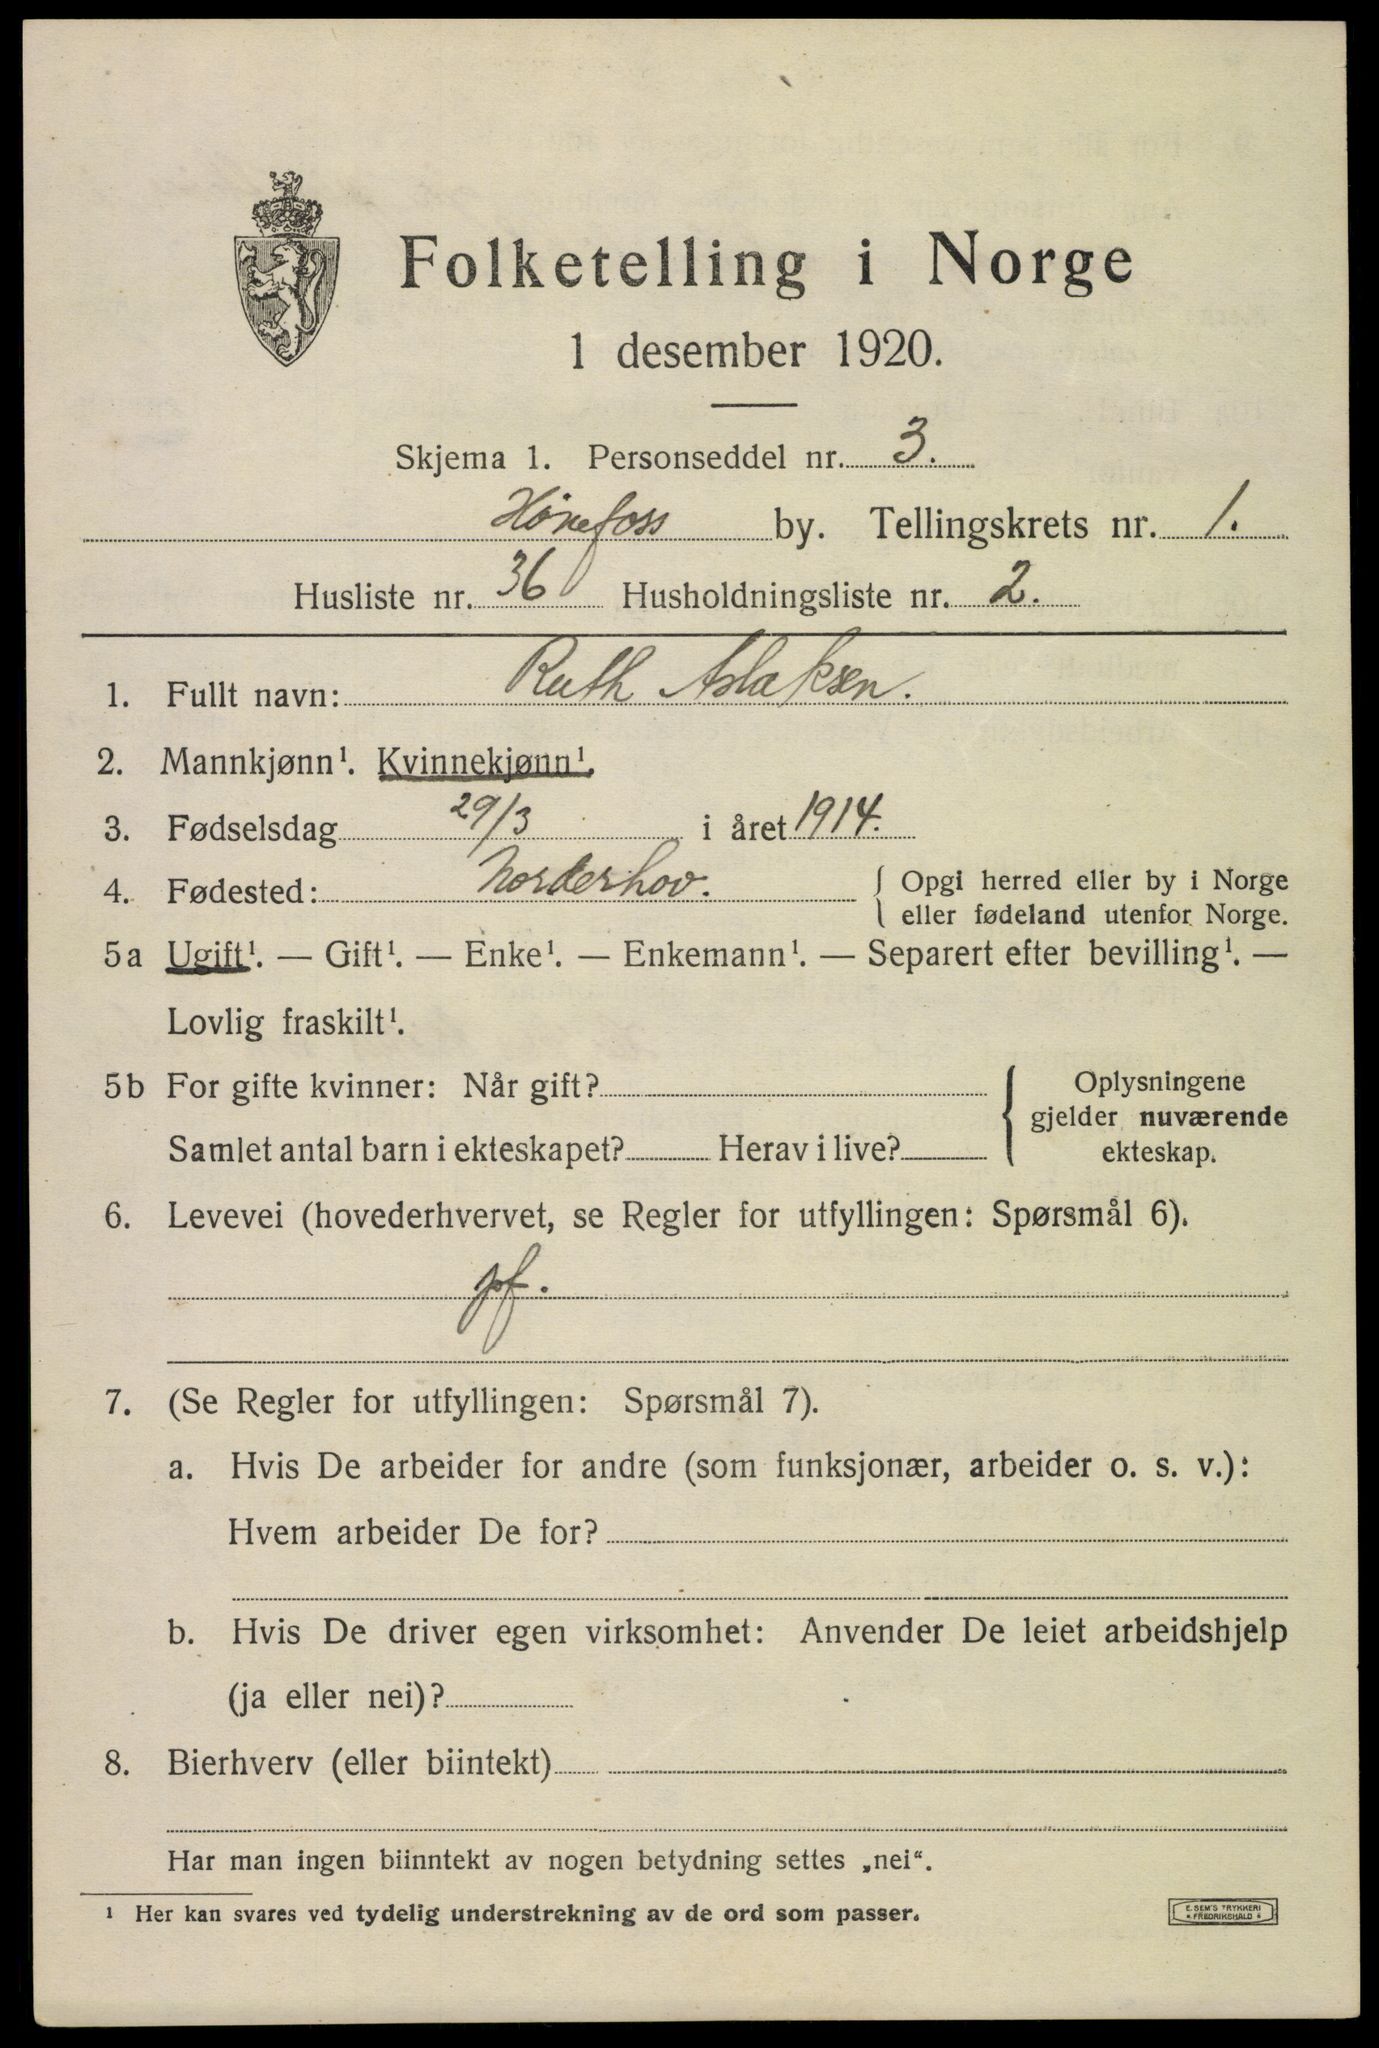 Folketelling i Norge
1 desember 1920.
Skjema 1. Personseddel nr. 3.
Hønefoss by. Tellingskrets nr. 1.
Husliste nr. 36 Husholdningsliste nr. 2.
1. Fullt navn: Ruth Aslaksen.
2. Mannkjønn¹. Kvinnekjønn¹.
3. Fødselsdag 29/3 i året 1914.
4. Fødested: Norderhov. { Opgi herred eller by i Norge
eller fødeland utenfor Norge.
5a Ugift¹. — Gift¹. — Enke¹. — Enkemann¹. — Separert efter bevilling¹. —
Lovlig fraskilt¹.
5b For gifte kvinner: Når gift? { Oplysningene
gjelder nuværende
Samlet antal barn i ekteskapet? Herav i live? ekteskap.
6. Levevei (hovederhvervet, se Regler for utfyllingen: Spørsmål 6).
pf.
7. (Se Regler for utfyllingen: Spørsmål 7).
a. Hvis De arbeider for andre (som funksjonær, arbeider o. s. v.):
Hvem arbeider De for?
b. Hvis De driver egen virksomhet: Anvender De leiet arbeidshjelp
(ja eller nei)?
8. Bierhverv (eller biintekt)
Har man ingen biinntekt av nogen betydning settes „nei“.
¹ Her kan svares ved tydelig understrekning av de ord som passer.
E. SEM'S TRYKKERI
FREDRIKSHALD